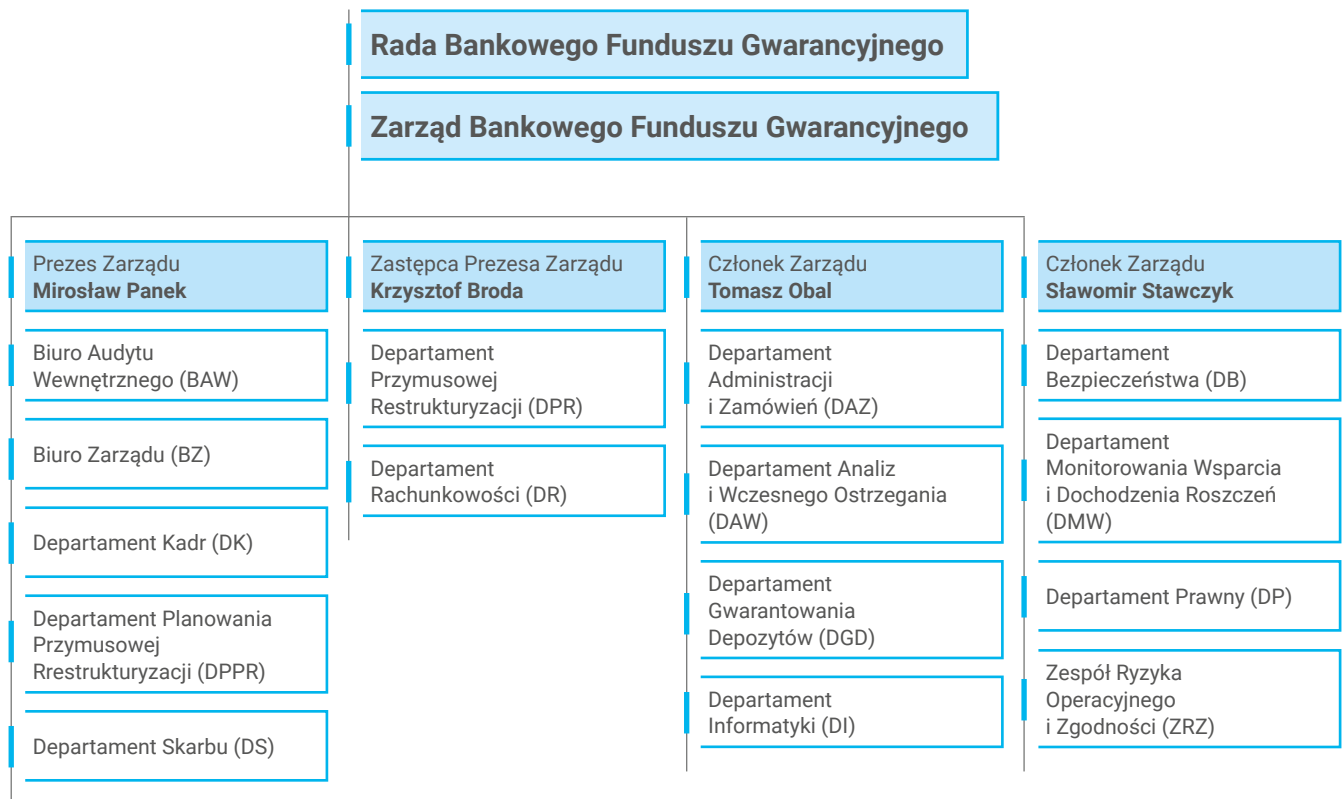 Rada Bankowego Funduszu Gwarancyjnego
Zarząd Bankowego Funduszu Gwarancyjnego
Prezes Zarządu
Mirosław Panek
Biuro Audytu
Wewnętrznego (BAW)
Biuro Zarządu (BZ)
Departament Kadr (DK)
Departament Planowania
Przymusowej
Rrestrukturyzacji (DPPR)
Departament Skarbu (DS)
Zastępca Prezesa Zarządu
Krzysztof Broda
Departament
Przymusowej
Restrukturyzacji (DPR)
Departament
Rachunkowości (DR)
Członek Zarządu
Tomasz Obal
Departament
Administracji
i Zamówień (DAZ)
Departament Analiz
i Wczesnego Ostrzegania
(DAW)
Departament
Gwarantowania
Depozytów (DGD)
Departament
Informatyki (DI)
Członek Zarządu
Sławomir Stawczyk
Departament
Bezpieczeństwa (DB)
Departament
Monitorowania Wsparcia
i Dochodzenia Roszczeń
(DMW)
Departament Prawny (DP)
Zespół Ryzyka
Operacyjnego
i Zgodności (ZRZ)